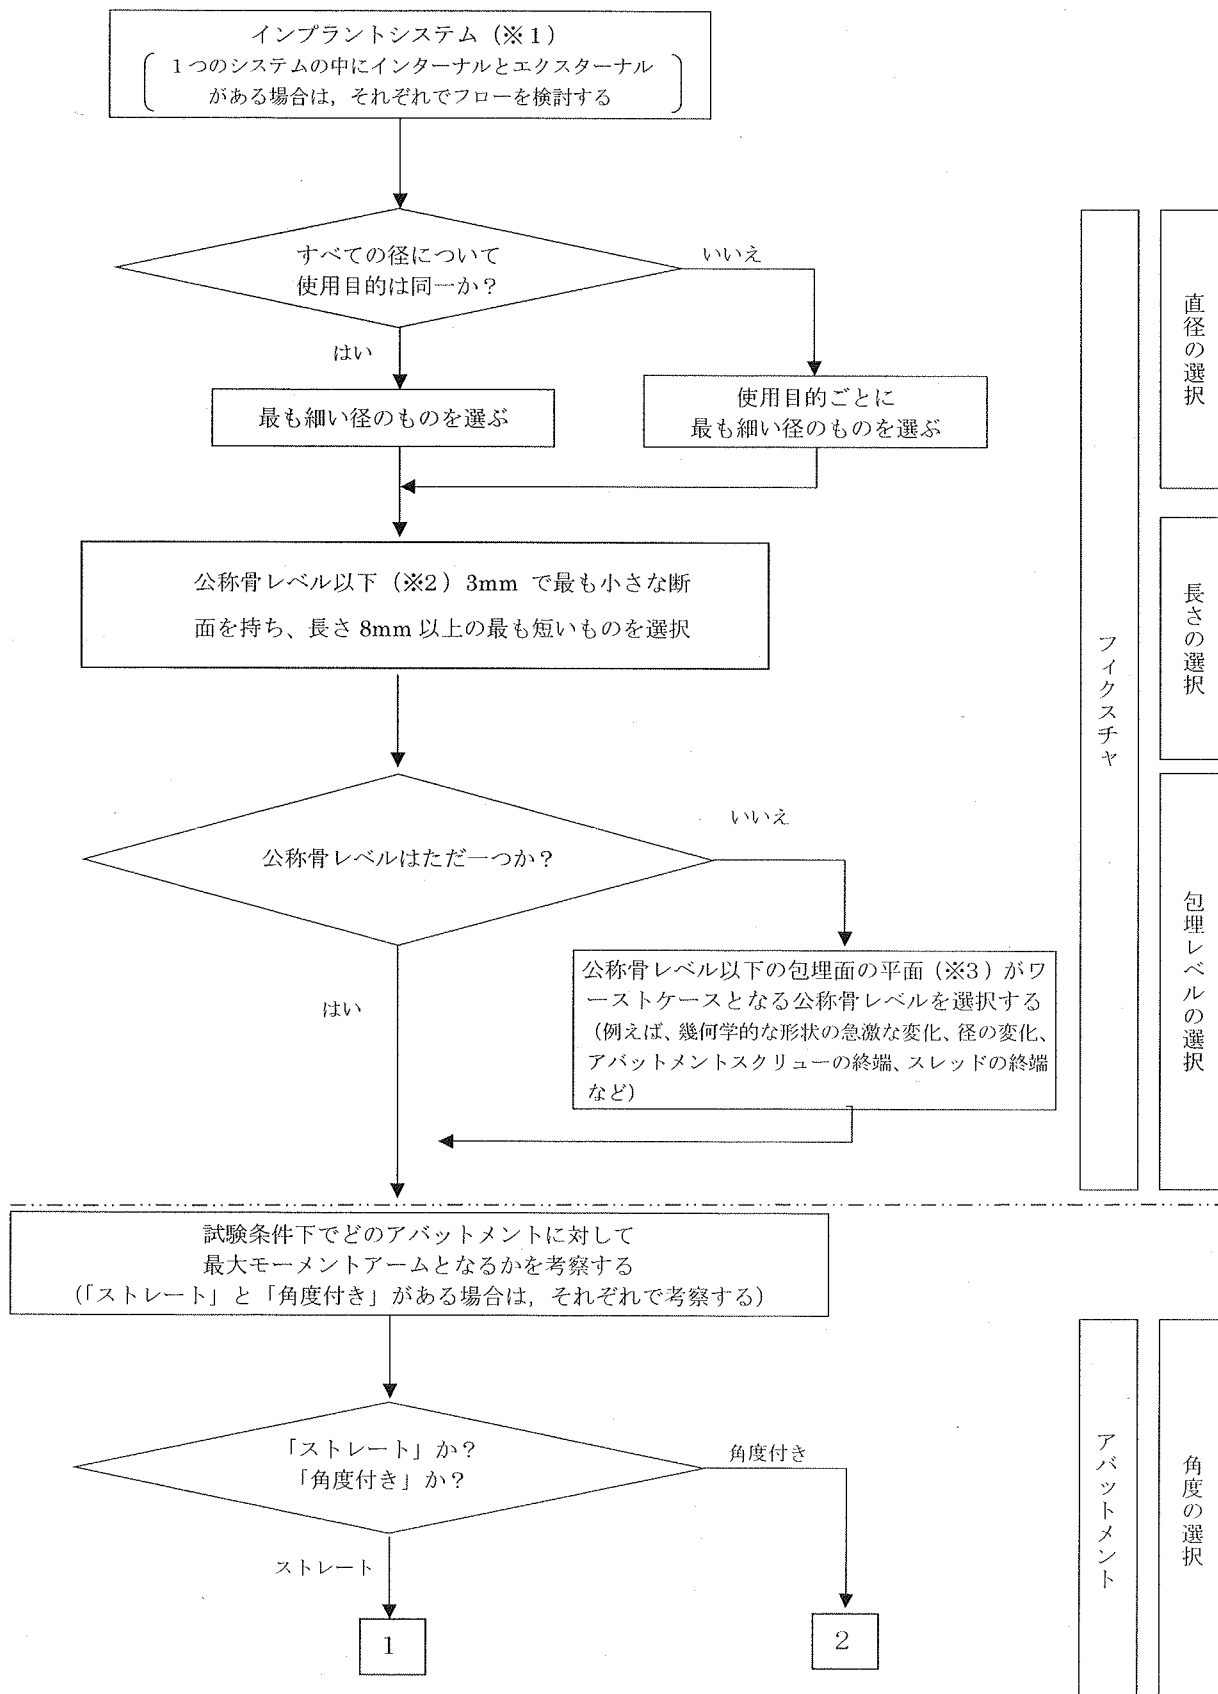 インプラントシステム（※１）
１つのシステムの中にインターナルとエクスターナル
がある場合は，それぞれでフローを検討する
すべての径について
使用目的は同一か？
いいえ
はい
最も細い径のものを選ぶ
使用目的ごとに
最も細い径のものを選ぶ
直径の選択
公称骨レベル以下（※2）3mm で最も小さな断
面を持ち、長さ 8mm 以上の最も短いものを選択
長さの選択
フィクスチャ
公称骨レベルはただ一つか？
いいえ
はい
公称骨レベル以下の包埋面の平面（※3）がワ
ーストケースとなる公称骨レベルを選択する
（例えば、幾何学的な形状の急激な変化、径の変化、
アバットメントスクリューの終端、スレッドの終端
など）
包埋レベルの選択
試験条件下でどのアバットメントに対して
最大モーメントアームとなるかを考察する
（「ストレート」と「角度付き」がある場合は，それぞれで考察する）
「ストレート」か？
「角度付き」か？
角度付き
ストレート
1
2
アバットメント
角度の選択